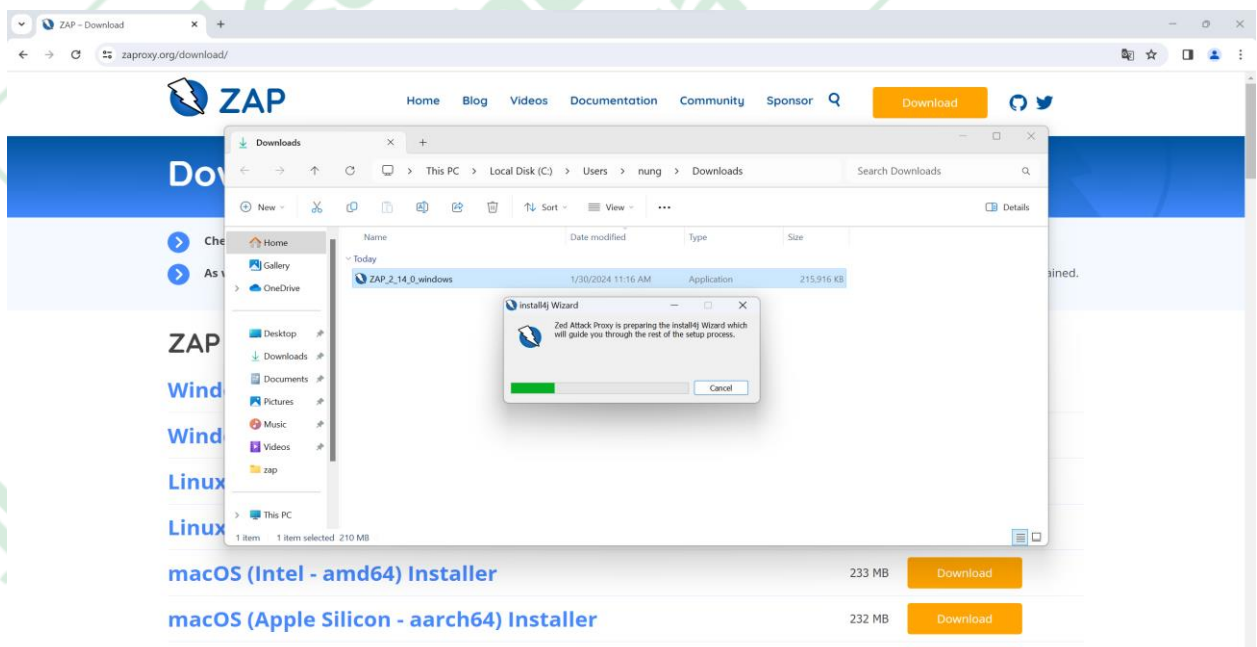 ZAP – Download
zaproxy.org/download/
ZAP
Home Blog Videos Documentation Community Sponsor Download
Downloads
Dow
This PC > Local Disk (C:) > Users > nung > Downloads
Search Downloads
New Sort View Details
Che
As w
ained.
Home
Gallery
OneDrive
Desktop
Downloads
Documents
Pictures
Music
Videos
zap
This PC
Name Date modified Type Size
Today
ZAP_2_14_0_windows 1/30/2024 11:16 AM Application 215,916 KB
install4j Wizard
Zed Attack Proxy is preparing the install4j Wizard which
will guide you through the rest of the setup process.
Cancel
1 item 1 item selected 210 MB
ZAP
Wind
Wind
Linux
Linux
macOS (Intel - amd64) Installer 233 MB Download
macOS (Apple Silicon - aarch64) Installer 232 MB Download